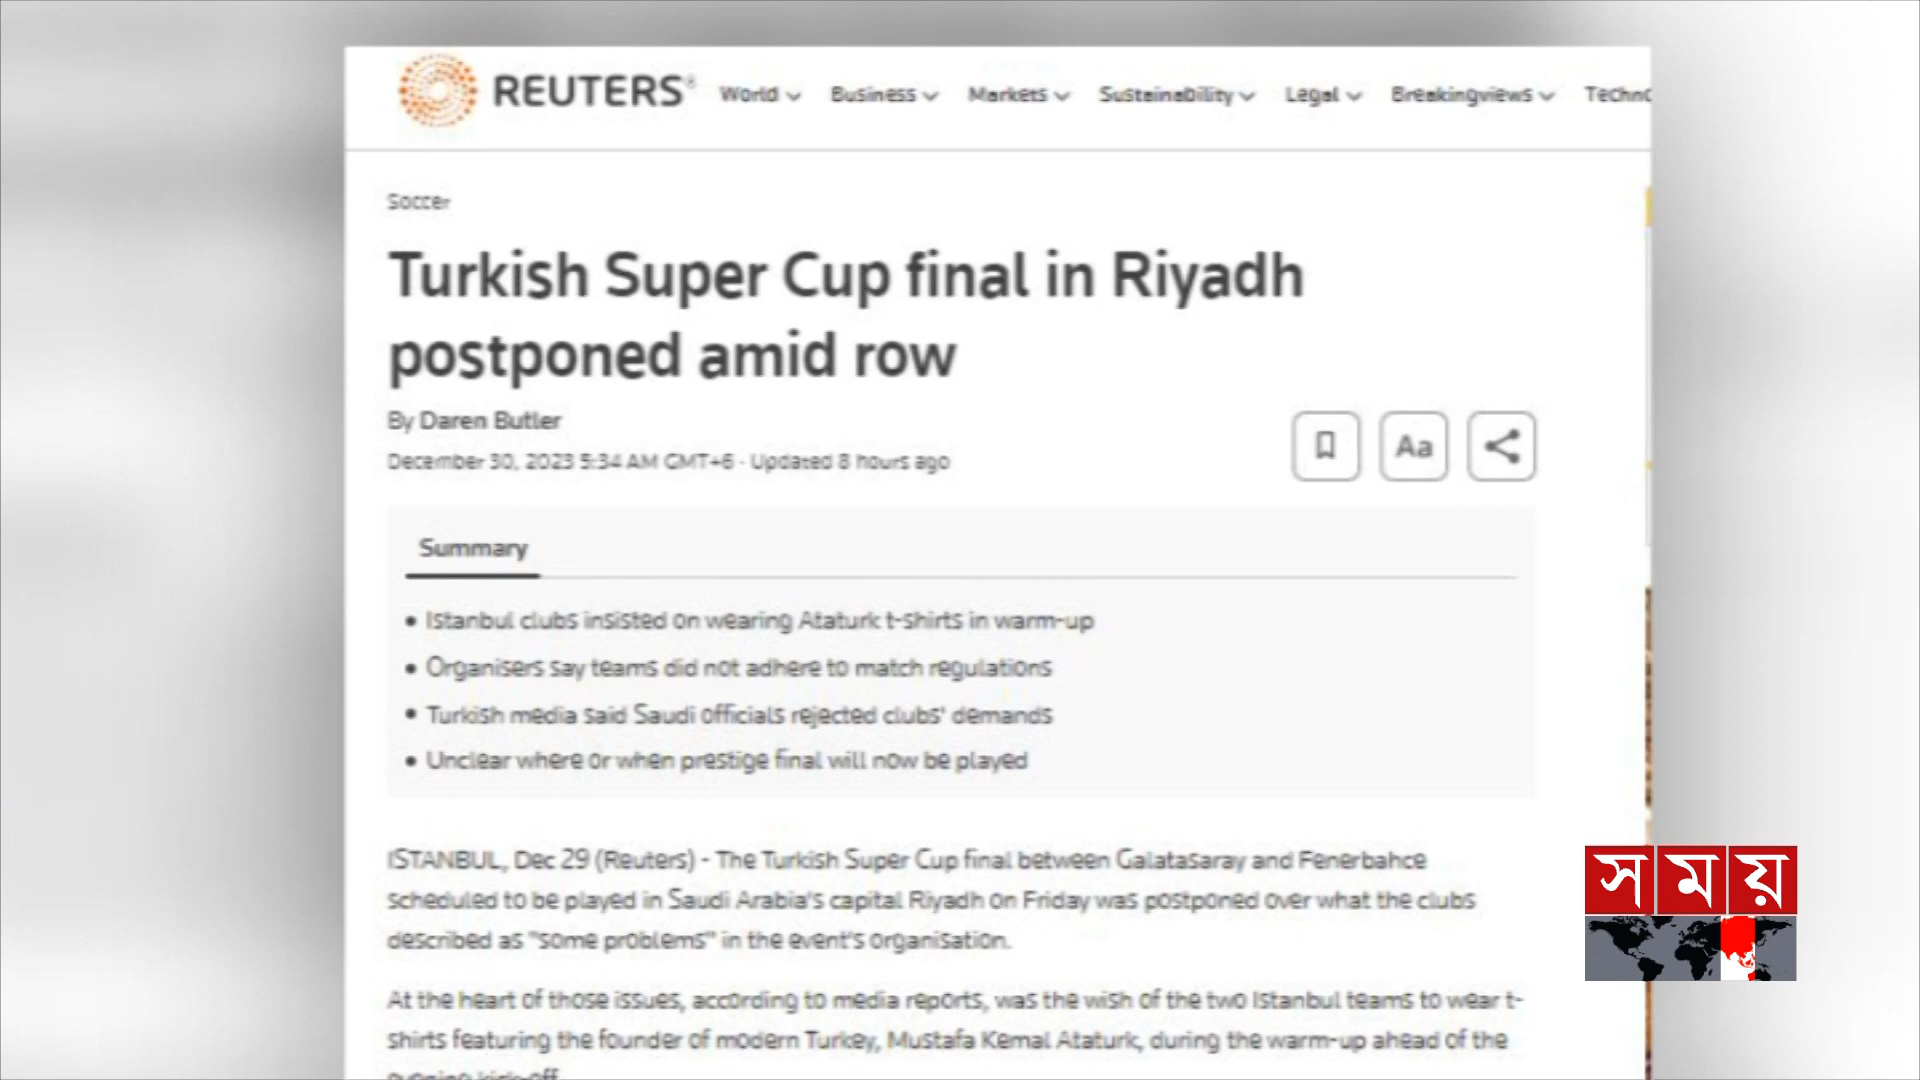 REUTERS®
World Business Markets Sustainability Legal Breakingviews Techno
Soccer
Turkish Super Cup final in Riyadh
postponed amid row
By Daren Butler
December 30, 2023 5:34 AM GMT+6 · Updated 8 hours ago
Aa
Summary
• Istanbul clubs insisted on wearing Ataturk t-shirts in warm-up
• Organisers say teams did not adhere to match regulations
• Turkish media said Saudi officials rejected clubs' demands
• Unclear where or when prestige final will now be played
ISTANBUL, Dec 29 (Reuters) - The Turkish Super Cup final between Galatasaray and Fenerbahce
scheduled to be played in Saudi Arabia's capital Riyadh on Friday was postponed over what the clubs
described as "some problems" in the event's organisation.
At the heart of those issues, according to media reports, was the wish of the two Istanbul teams to wear t-
shirts featuring the founder of modern Turkey, Mustafa Kemal Ataturk, during the warm-up ahead of the
সময়